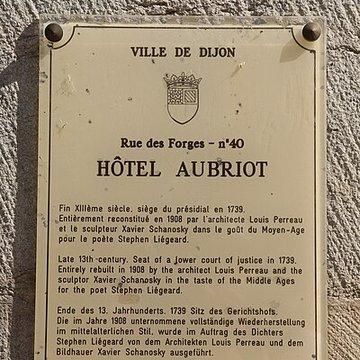 VILLE DE DIJON
Rue des Forges - n°40
HÔTEL AUBRIOT
Fin XIIIème siècle, siège du présidial en 1739.
Entièrement reconstitué en 1908 par l'architecte Louis Perreau
et le sculpteur Xavier Schanosky dans le goût du Moyen-Age
pour le poête Stephen Liégeard.
Late 13th century. Seat of a lower court of justice in 1739.
Entirely rebuilt in 1908 by the architect Louis Perreau and the
sculptor Xavier Schanosky in the taste of the Middle Ages
for the poet Stephen Liégeard.
Ende des 13. Jahrhunderts. 1739 Sitz des Gerichtshofs.
Die im Jahre 1908 unternommene vollständige Wiederherstellung
im mittelalterlichen Stil, wurde im Auftrag des Dichters
Stephen Liégeard von dem Architekten Louis Perreau und dem
Bildhauer Xavier Schanosky ausgeführt.